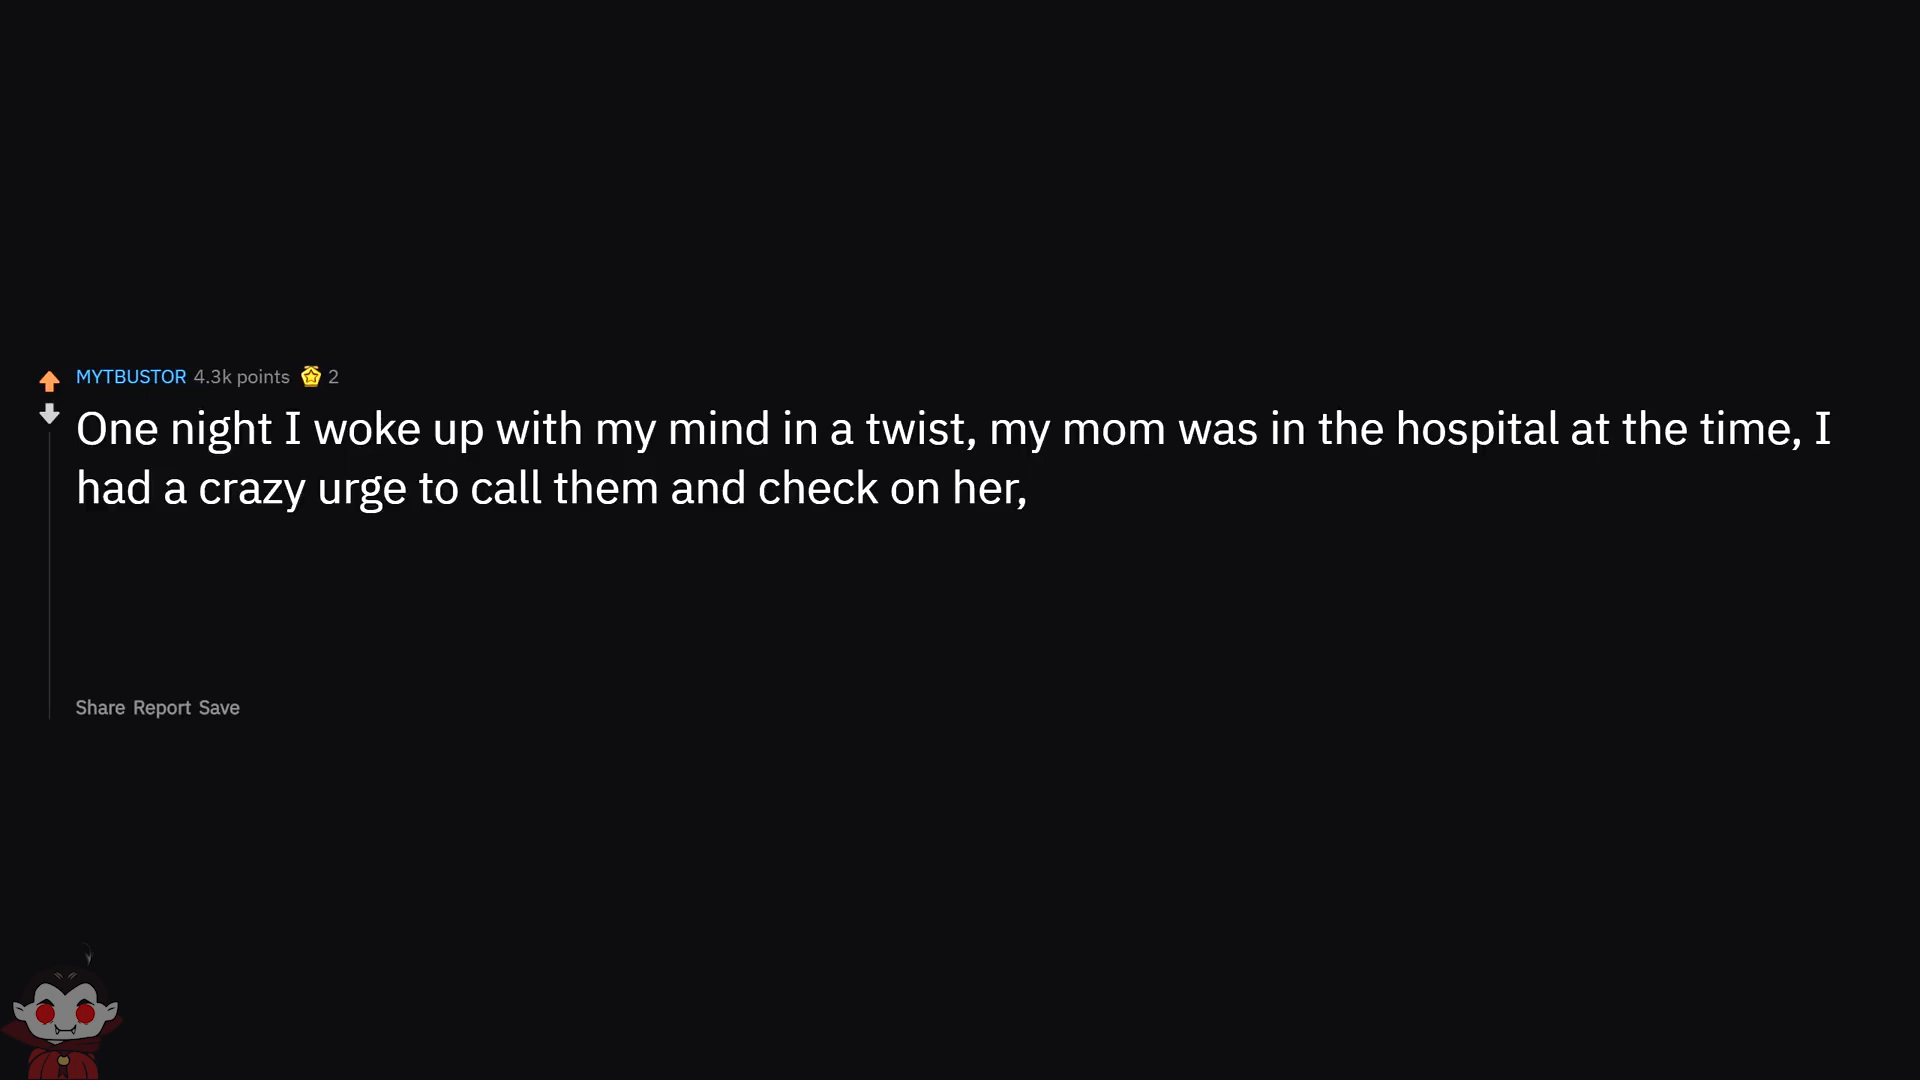 MYTBUSTOR 4.3k points 2
One night I woke up with my mind in a twist, my mom was in the hospital at the time, I
had a crazy urge to call them and check on her,
Share Report Save